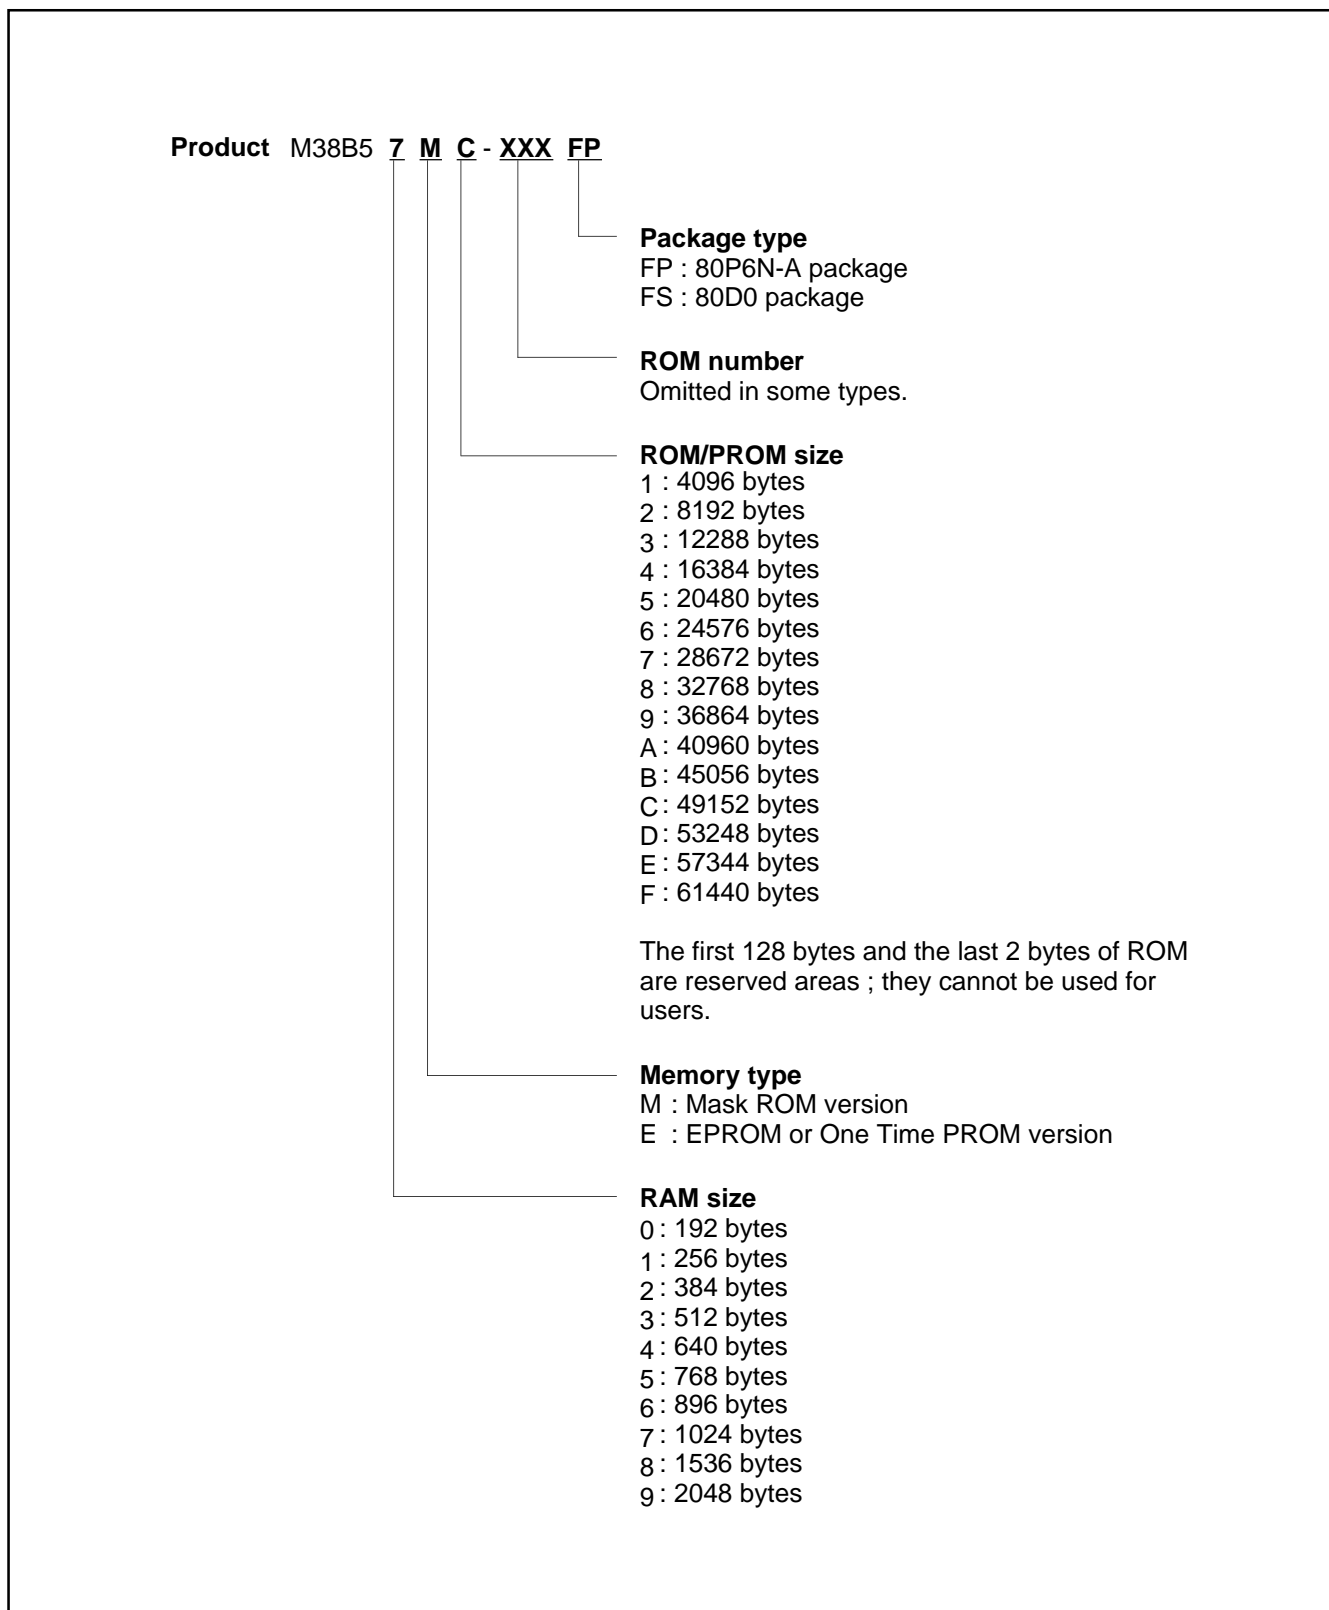 Product M38B5 7 M C - XXX FP
Package type
FP : 80P6N-A package
FS : 80D0 package
ROM number
Omitted in some types.
ROM/PROM size
1 : 4096 bytes
2 : 8192 bytes
3 : 12288 bytes
4 : 16384 bytes
5 : 20480 bytes
6 : 24576 bytes
7 : 28672 bytes
8 : 32768 bytes
9 : 36864 bytes
A : 40960 bytes
B : 45056 bytes
C : 49152 bytes
D : 53248 bytes
E : 57344 bytes
F : 61440 bytes
The first 128 bytes and the last 2 bytes of ROM
are reserved areas ; they cannot be used for
users.
Memory type
M : Mask ROM version
E : EPROM or One Time PROM version
RAM size
0 : 192 bytes
1 : 256 bytes
2 : 384 bytes
3 : 512 bytes
4 : 640 bytes
5 : 768 bytes
6 : 896 bytes
7 : 1024 bytes
8 : 1536 bytes
9 : 2048 bytes